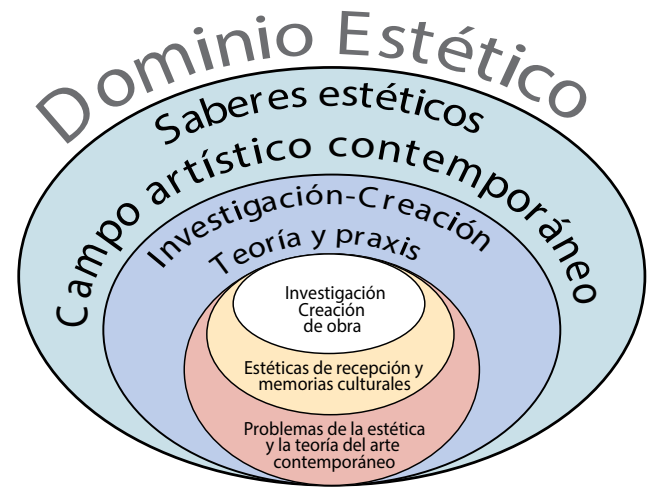 Dominio Estético
Saberes estéticos
Campo artístico contemporáneo
Investigación-Creación
Teoría y praxis
Investigación
Creación
de obra
Estéticas de recepción y
memorias culturales
Problemas de la estética
y la teoría del arte
contemporáneo